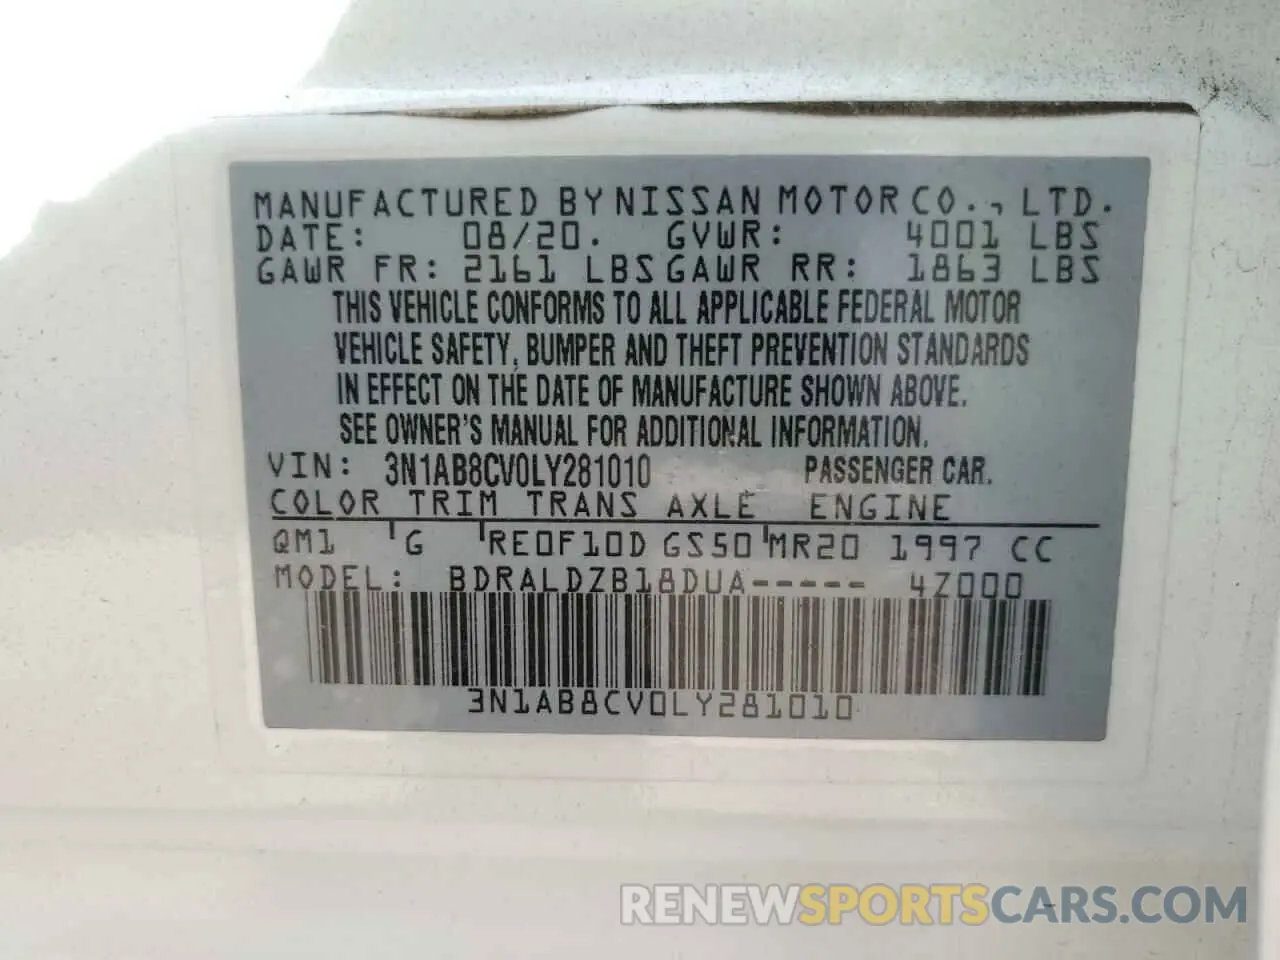 MANUFACTURED BY NISSAN MOTOR CO., LTD.
DATE: 08/20. GVWR: 4001 LBS
GAWR FR: 2161 LBS GAWR RR: 1863 LBS
THIS VEHICLE CONFORMS TO ALL APPLICABLE FEDERAL MOTOR
VEHICLE SAFETY, BUMPER AND THEFT PREVENTION STANDARDS
IN EFFECT ON THE DATE OF MANUFACTURE SHOWN ABOVE.
SEE OWNER'S MANUAL FOR ADDITIONAL INFORMATION.
VIN: 3N1AB8CV0LY281010 PASSENGER CAR.
COLOR TRIM TRANS AXLE ENGINE
QM1 G RE0F10D GS50 MR20 1997 CC
MODEL: BDRALDZB18DUA----- 4Z000
3N1AB8CV0LY281010
RENEWSPORTSCARS.COM